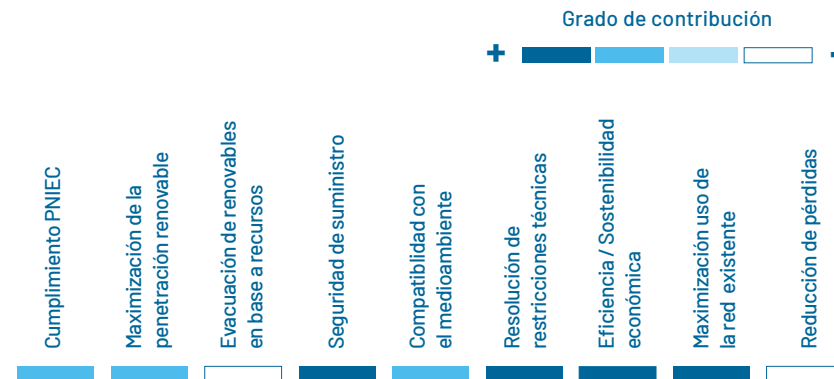 Grado de contribución
+
-
Cumplimiento PNIEC
Maximización de la
penetración renovable
Evacuación de renovables
en base a recursos
Seguridad de suministro
Compatiblidad con
el medioambiente
Resolución de
restricciones técnicas
Eficiencia / Sostenibilidad
económica
Maximización uso de
la red existente
Reducción de pérdidas